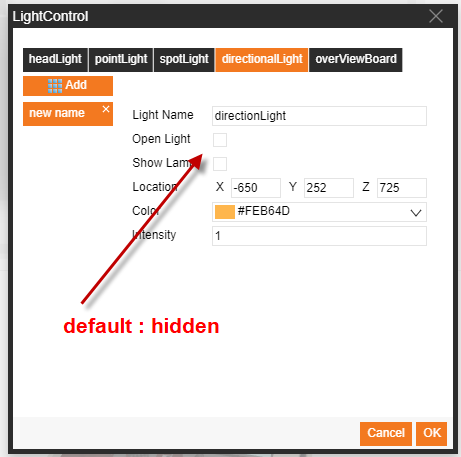 LightControl
headLight pointLight spotLight directionalLight overViewBoard
Add
new name ×
Light Name directionLight
Open Light
Show Lamp
Location X -650 Y 252 Z 725
Color #FEB64D
Intensity 1
default : hidden
Cancel OK